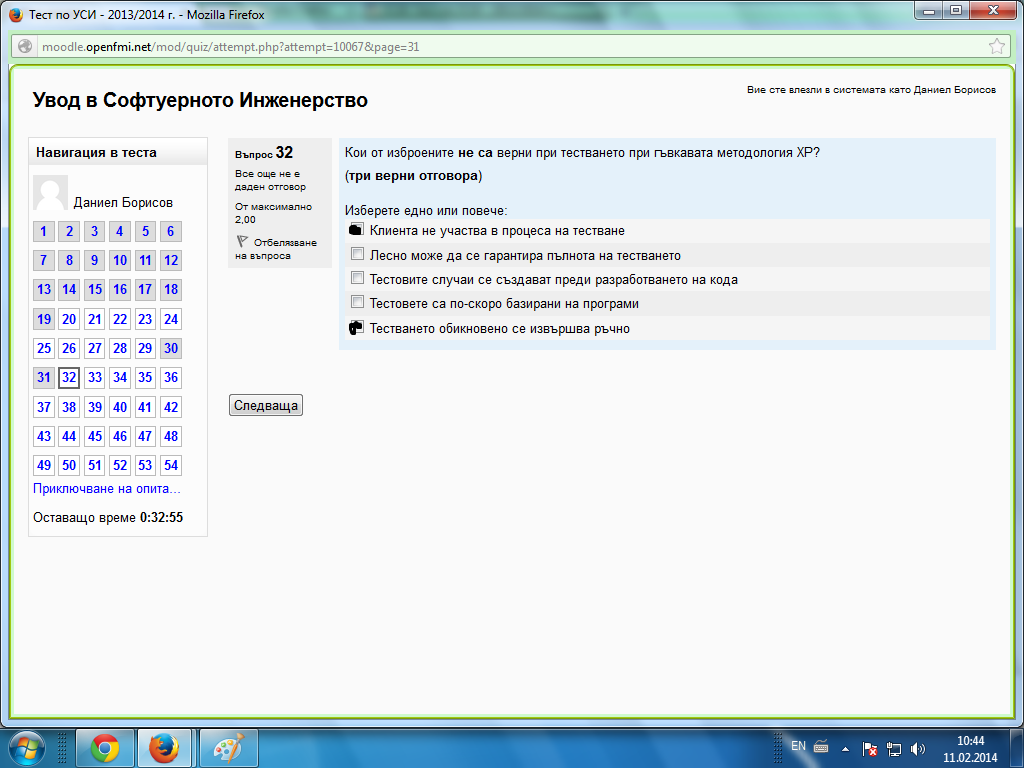 Тест по УСИ - 2013/2014 г. - Mozilla Firefox
moodle.openfmi.net/mod/quiz/attempt.php?attempt=10067&page=31
Увод в Софтуерното Инженерство
Вие сте влезли в системата като Даниел Борисов
Навигация в теста
Даниел Борисов
1 2 3 4 5 6
7 8 9 10 11 12
13 14 15 16 17 18
19 20 21 22 23 24
25 26 27 28 29 30
31 32 33 34 35 36
37 38 39 40 41 42
43 44 45 46 47 48
49 50 51 52 53 54
Приключване на опита...
Оставащо време 0:32:55
Въпрос 32
Все още не е
даден отговор
От максимално
2,00
Отбелязване
на въпроса
Кои от изброените не са верни при тестването при гъвкавата методология XP?
(три верни отговора)
Изберете едно или повече:
Клиента не участва в процеса на тестване
Лесно може да се гарантира пълнота на тестването
Тестовите случаи се създават преди разработването на кода
Тестовете са по-скоро базирани на програми
Тестването обикновено се извършва ръчно
Следваща
EN
10:44
11.02.2014